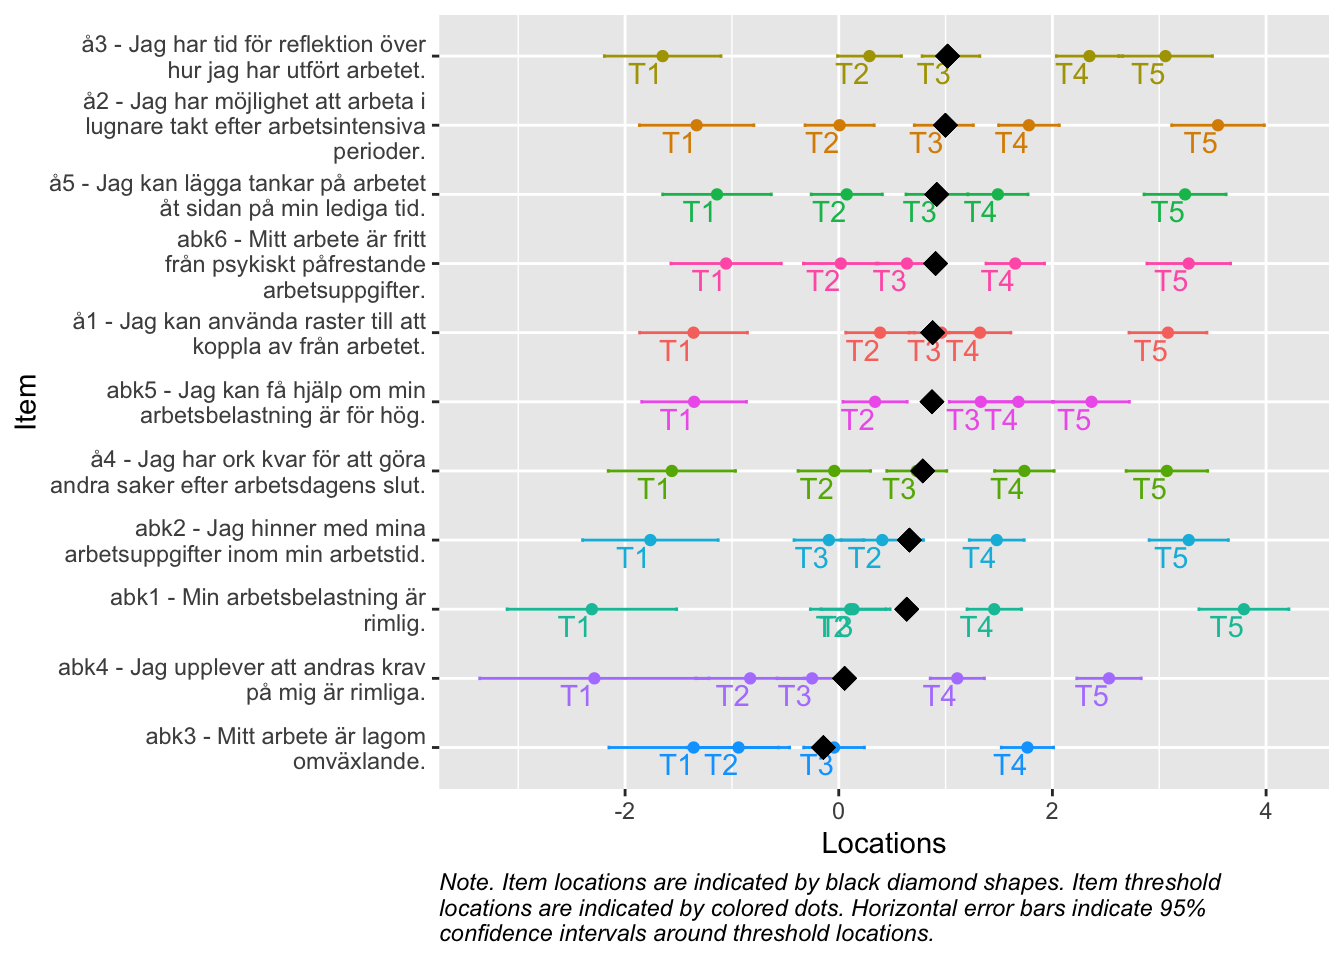 å3 - Jag har tid för reflektion över
hur jag har utfört arbetet.
T1 T2 T3 T4 T5
å2 - Jag har möjlighet att arbeta i
lugnare takt efter arbetsintensiva
perioder.
T1 T2 T3 T4 T5
å5 - Jag kan lägga tankar på arbetet
åt sidan på min lediga tid.
T1 T2 T3 T4 T5
abk6 - Mitt arbete är fritt
från psykiskt påfrestande
arbetsuppgifter.
T1 T2 T3 T4 T5
å1 - Jag kan använda raster till att
koppla av från arbetet.
T1 T2 T3 T4 T5
abk5 - Jag kan få hjälp om min
arbetsbelastning är för hög.
T1 T2 T3 T4 T5
å4 - Jag har ork kvar för att göra
andra saker efter arbetsdagens slut.
T1 T2 T3 T4 T5
abk2 - Jag hinner med mina
arbetsuppgifter inom min arbetstid.
T1 T3 T2 T4 T5
abk1 - Min arbetsbelastning är
rimlig.
T1 T2 T3 T4 T5
abk4 - Jag upplever att andras krav
på mig är rimliga.
T1 T2 T3 T4 T5
abk3 - Mitt arbete är lagom
omväxlande.
T1 T2 T3 T4
Item
-2 0 2 4
Locations
Note. Item locations are indicated by black diamond shapes. Item threshold
locations are indicated by colored dots. Horizontal error bars indicate 95%
confidence intervals around threshold locations.